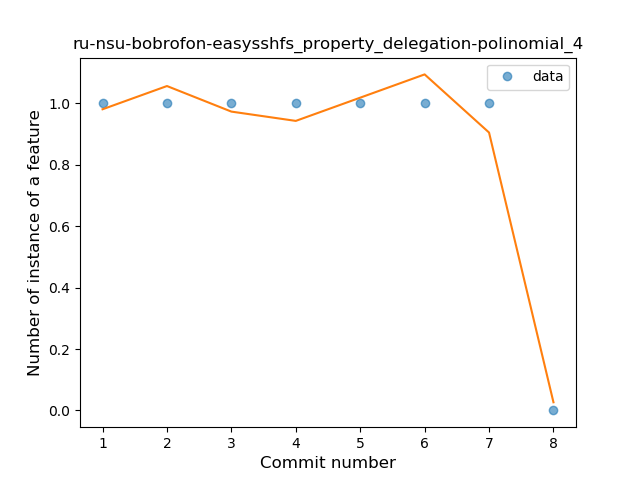 ru-nsu-bobrofon-easysshfs_property_delegation-polinomial_4
data
Number of instance of a feature
1.0
0.8
0.6
0.4
0.2
0.0
1 2 3 4 5 6 7 8
Commit number